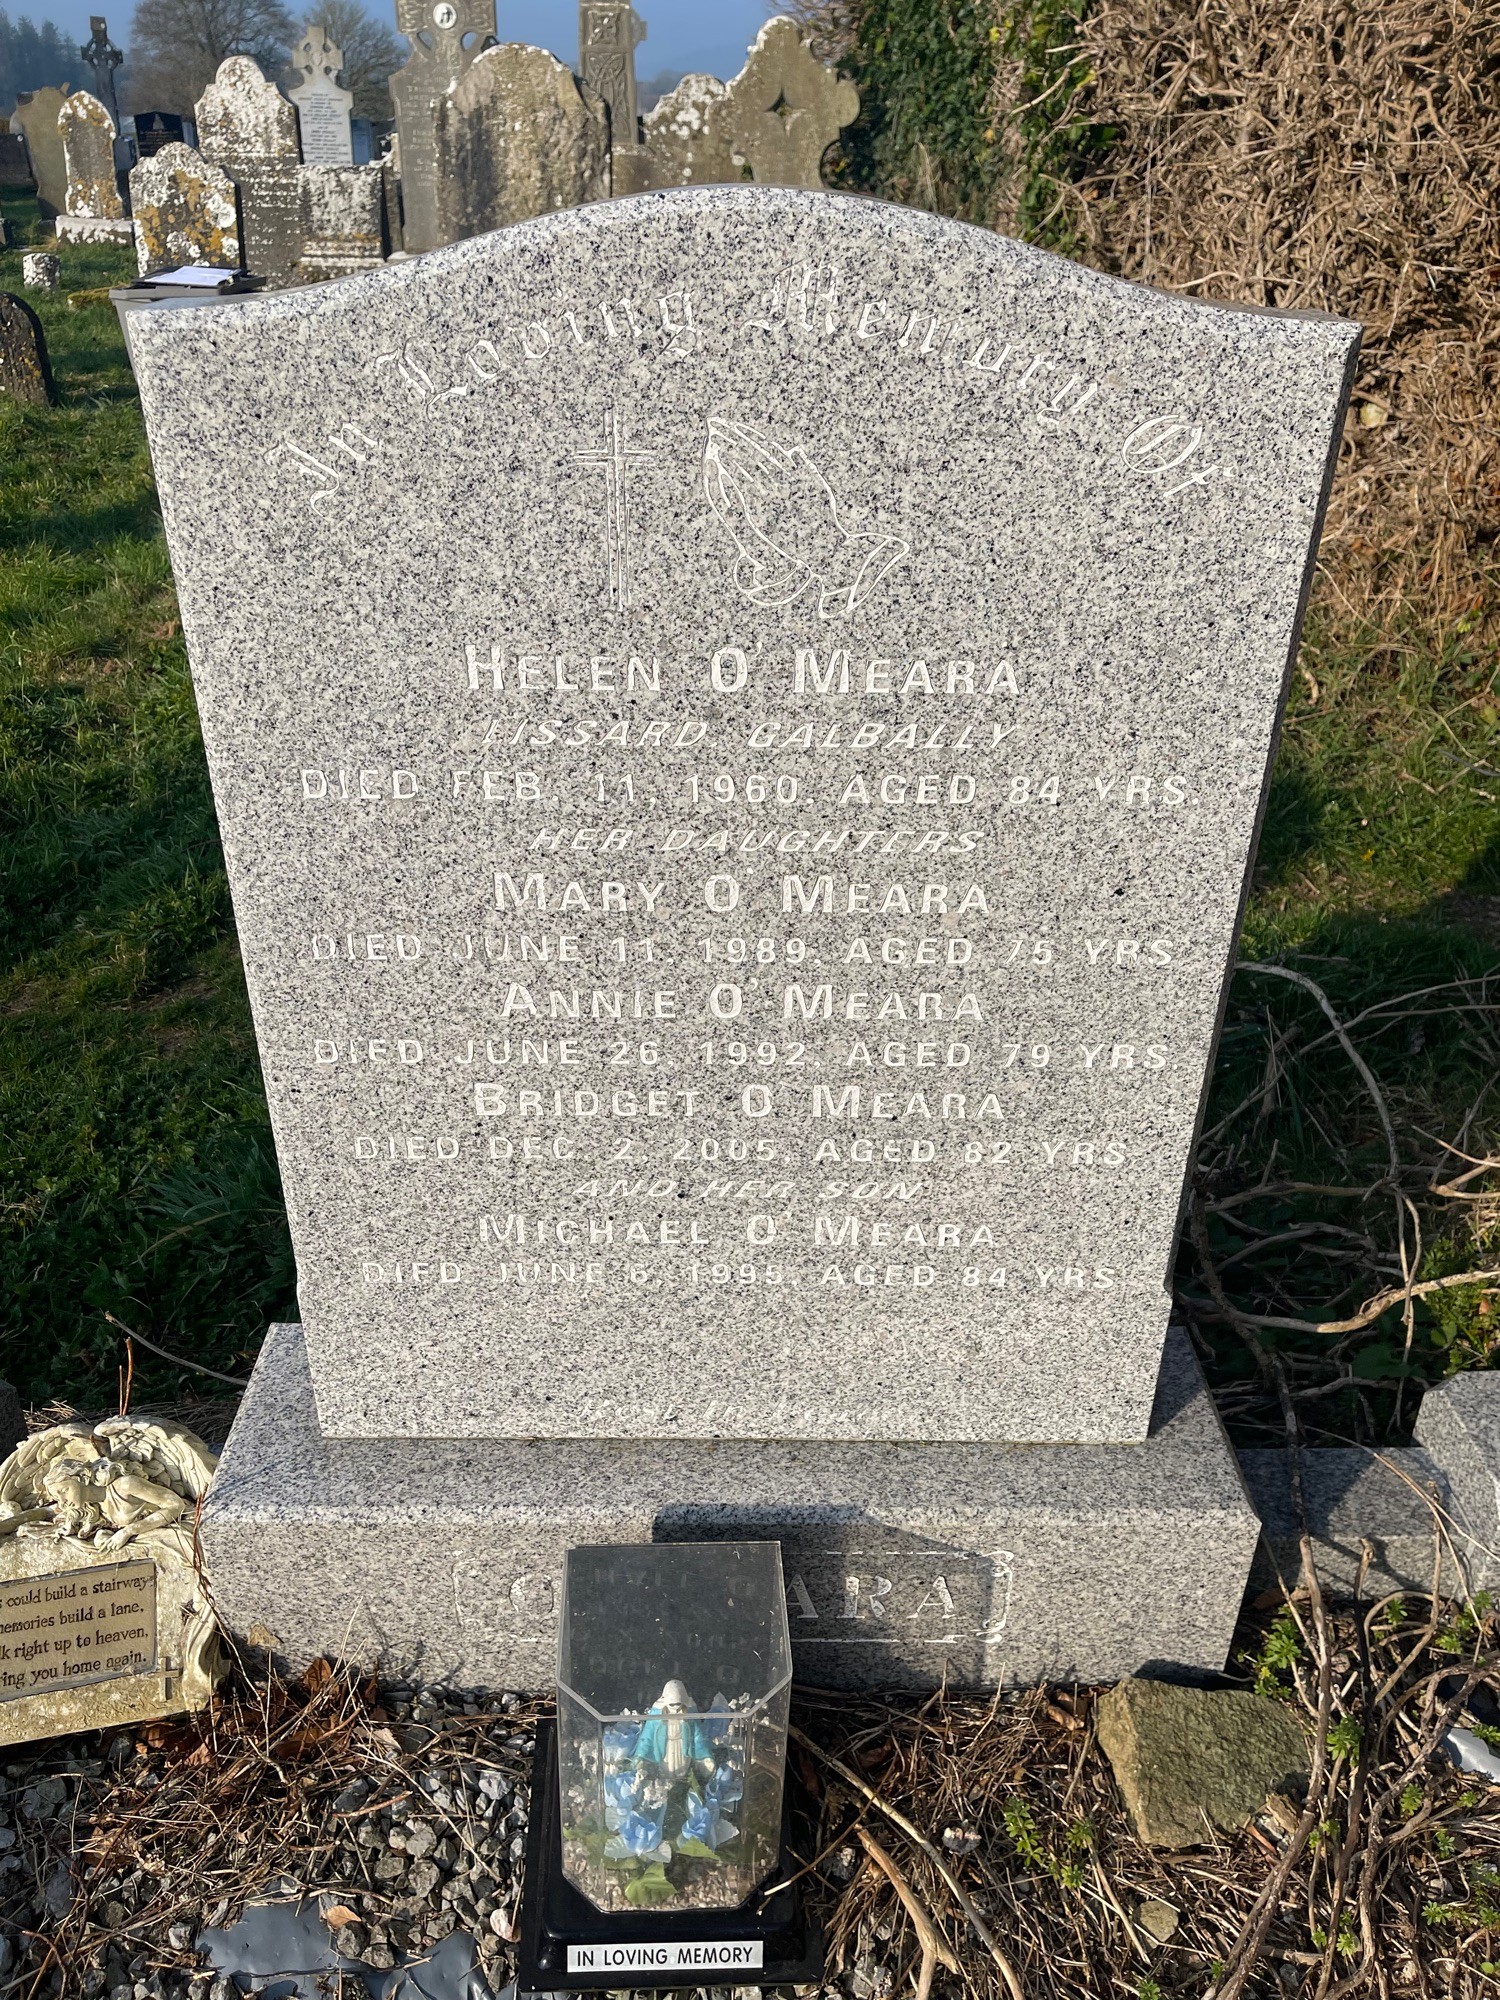 In Loving Memory Of
HELEN O' MEARA
LISSARD, GALBALLY
DIED FEB. 11, 1960, AGED 84 YRS.
HER DAUGHTERS
MARY O' MEARA
DIED JUNE 11, 1989, AGED 75 YRS
ANNIE O' MEARA
DIED JUNE 26, 1992, AGED 79 YRS.
BRIDGET O' MEARA
DIED DEC. 2, 2005, AGED 82 YRS
AND HER SON
MICHAEL O' MEARA
DIED JUNE 6, 1995, AGED 84 YRS
Rest In Peace
could build a stairway
memories build a lane,
right up to heaven,
you home again.
IN LOVING MEMORY